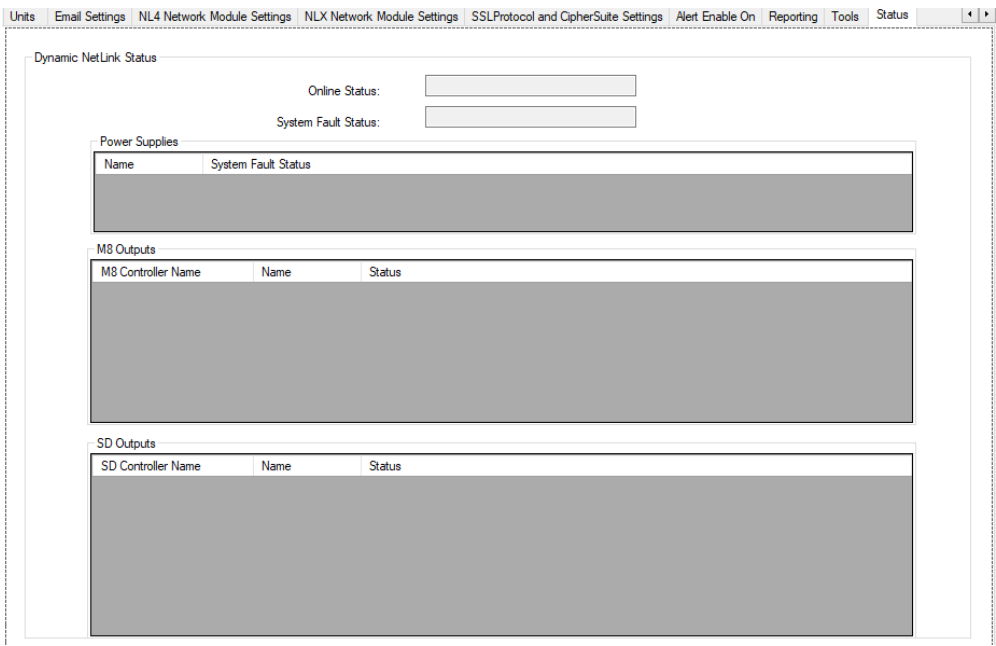 Units Email Settings NL4 Network Module Settings NLX Network Module Settings SSLProtocol and CipherSuite Settings Alert Enable On Reporting Tools Status
Dynamic NetLink Status
Online Status:
System Fault Status:
Power Supplies
Name System Fault Status
M8 Outputs
M8 Controller Name Name Status
SD Outputs
SD Controller Name Name Status